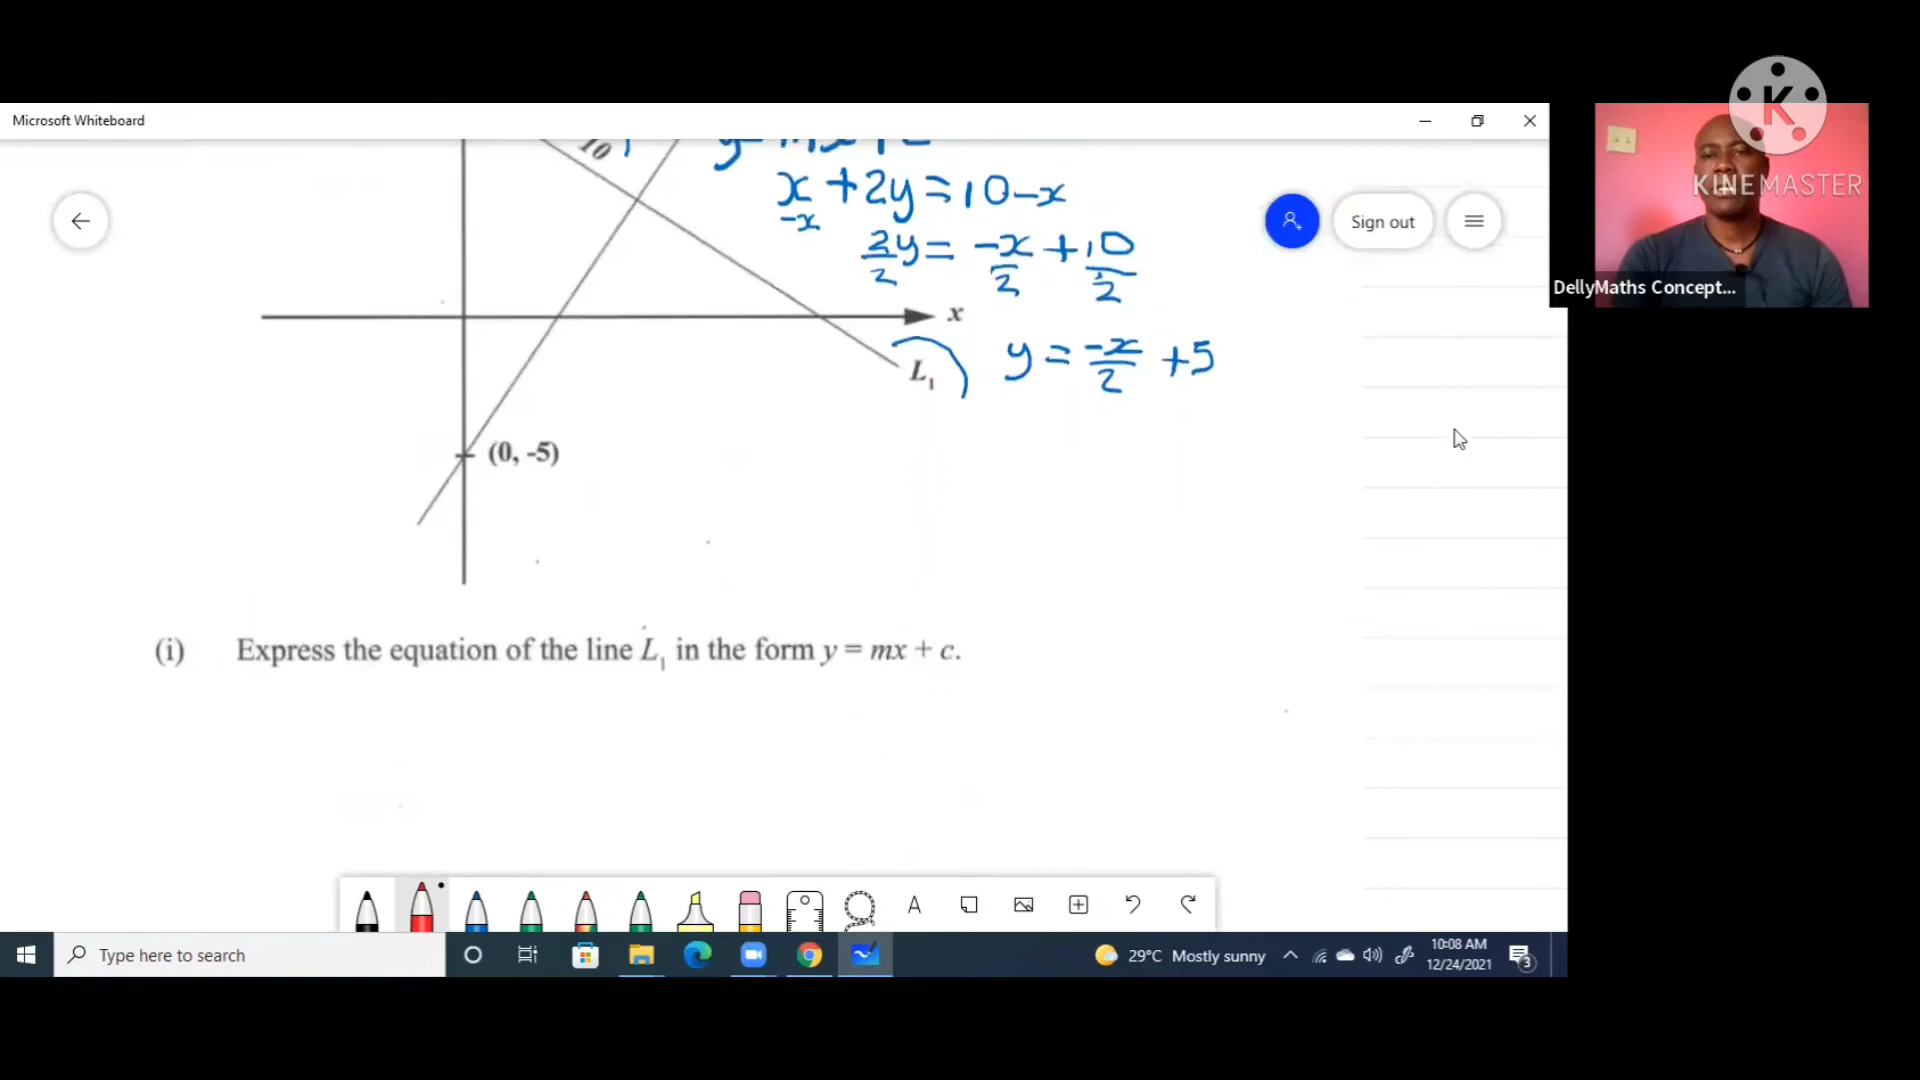 Microsoft Whiteboard
KINEMASTER
K
DellyMaths Concept...
Sign out
10
x + 2y = 10 - x
-x
2y/2 = -x/2 + 10/2
y = -x/2 + 5
x
L1
(0, -5)
(i) Express the equation of the line L1 in the form y = mx + c.
A
Type here to search
29°C Mostly sunny
10:08 AM
12/24/2021
3